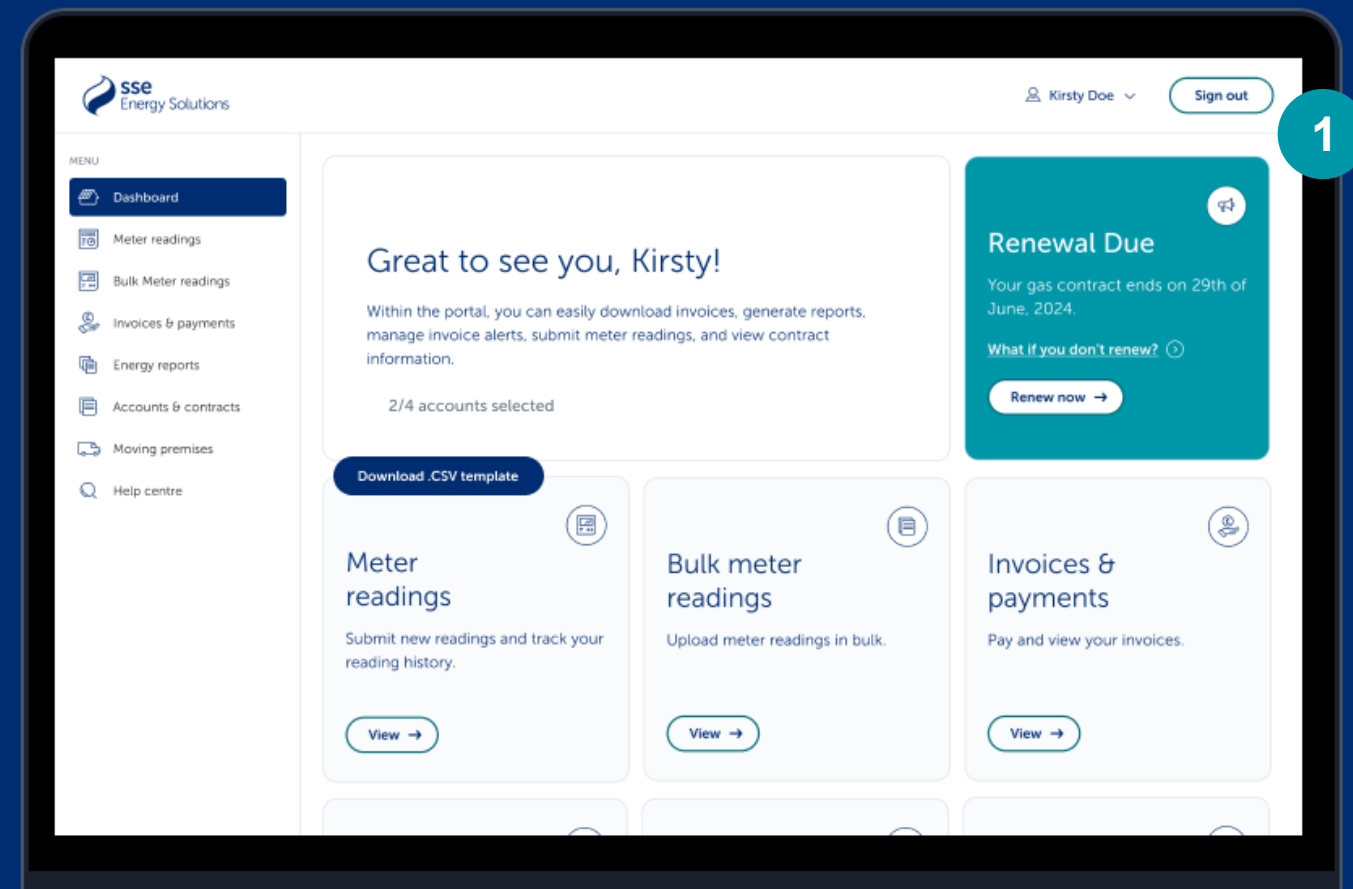 sse
Energy Solutions
Kirsty Doe
Sign out
1
MENU
Dashboard
Meter readings
Bulk Meter readings
Invoices & payments
Energy reports
Accounts & contracts
Moving premises
Help centre
Great to see you, Kirsty!
Within the portal, you can easily download invoices, generate reports,
manage invoice alerts, submit meter readings, and view contract
information.
2/4 accounts selected
Renewal Due
Your gas contract ends on 29th of
June, 2024.
What if you don't renew?
Renew now →
Download .CSV template
Meter
readings
Submit new readings and track your
reading history.
View →
Bulk meter
readings
Upload meter readings in bulk.
View →
Invoices &
payments
Pay and view your invoices.
View →